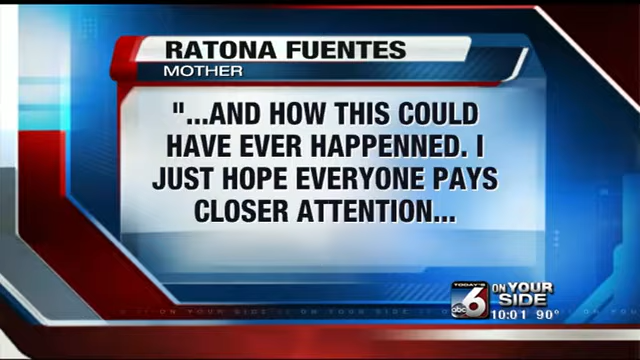 RATONA FUENTES
MOTHER
"...AND HOW THIS COULD
HAVE EVER HAPPENNED. I
JUST HOPE EVERYONE PAYS
CLOSER ATTENTION...
TODAY'S
abc 6
ON YOUR
SIDE
10:01 90°